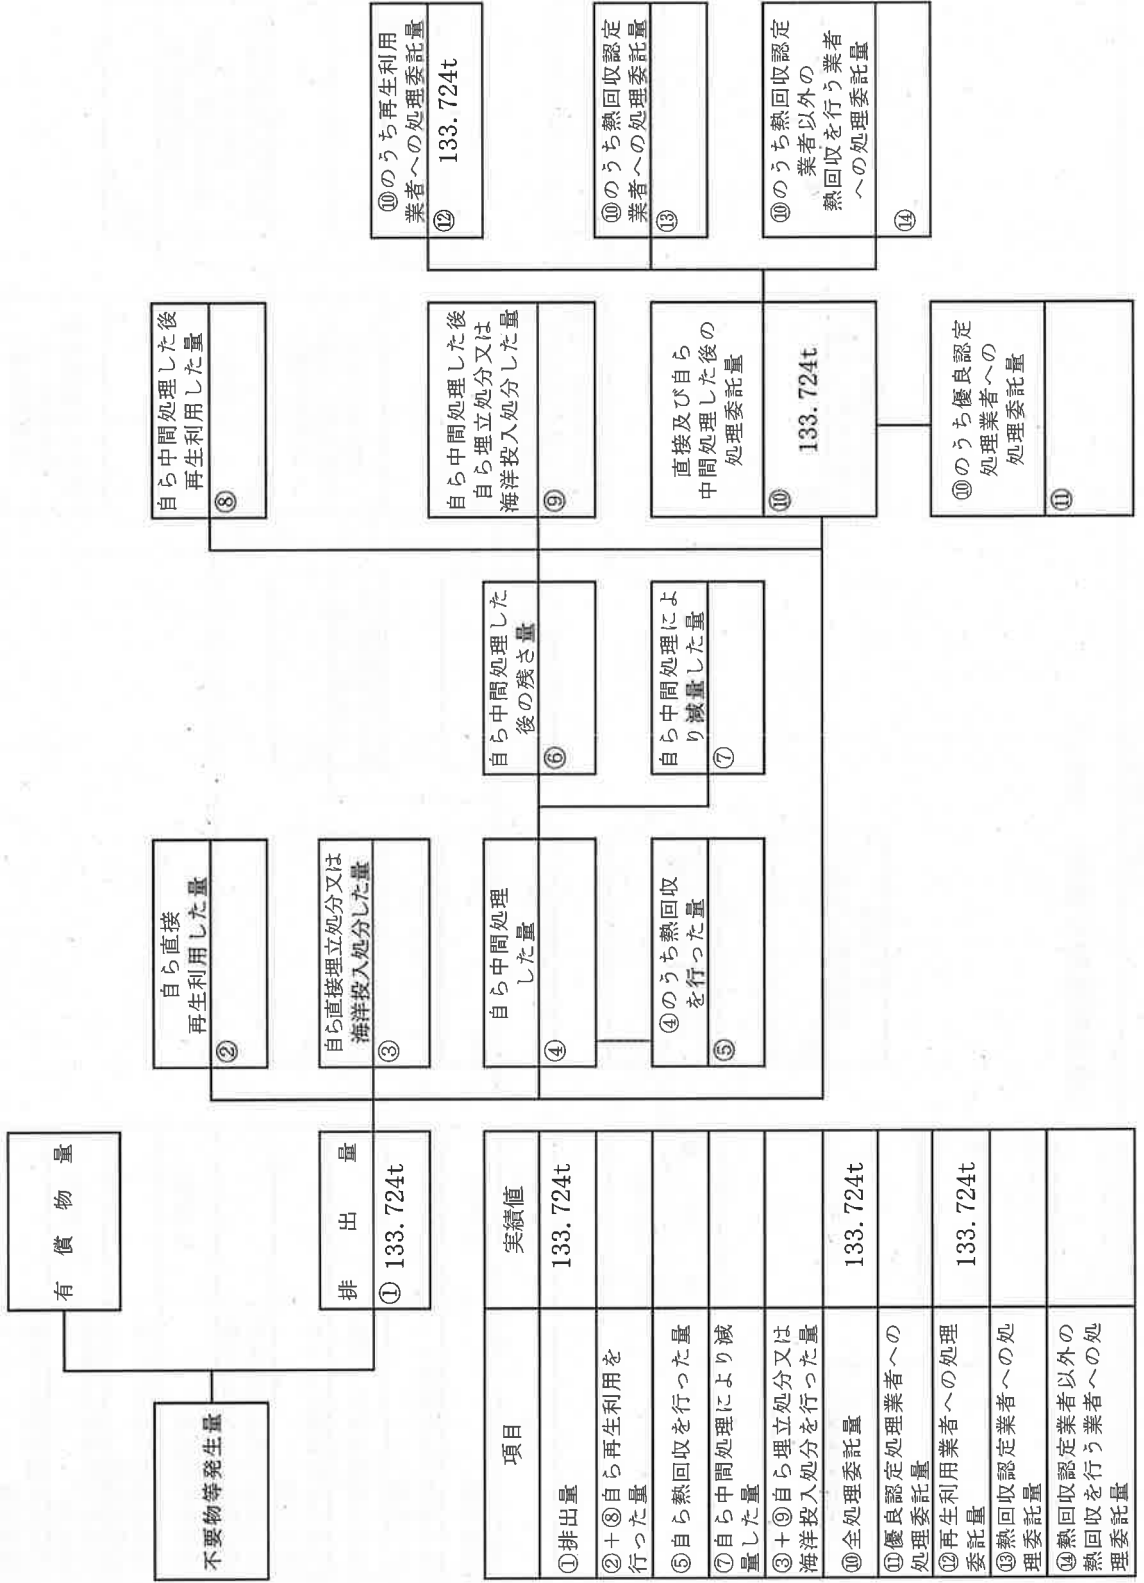 不要物等発生量
有償物量
排出量
① 133.724t
自ら直接
再生利用した量
②
自ら直接埋立処分又は
海洋投入処分した量
③
自ら中間処理
した量
④
④のうち熱回収
を行った量
⑤
自ら中間処理した
後の残さ量
⑥
自ら中間処理によ
り減量した量
⑦
自ら中間処理した後
再生利用した量
⑧
自ら中間処理した後
自ら埋立処分又は
海洋投入処分した量
⑨
直接及び自ら
中間処理した後の
処理委託量
⑩
133.724t
⑩のうち優良認定
処理業者への
処理委託量
⑪
⑩のうち再生利用
業者への処理委託量
⑫ 133.724t
⑩のうち熱回収認定
業者への処理委託量
⑬
⑩のうち熱回収認定
業者以外の
熱回収を行う業者
への処理委託量
⑭
項目 実績値
①排出量 133.724t
②+⑧自ら再生利用を
行った量
⑤自ら熱回収を行った量
⑦自ら中間処理により減
量した量
③+⑨自ら埋立処分又は
海洋投入処分を行った量
⑩全処理委託量 133.724t
⑪優良認定処理業者への
処理委託量
⑫再生利用業者への処理
委託量 133.724t
⑬熱回収認定業者への処
理委託量
⑭熱回収認定業者以外の
熱回収を行う業者への処
理委託量